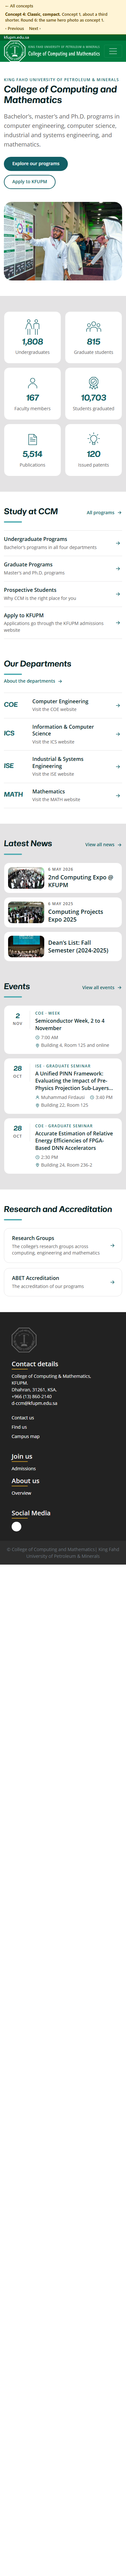 ← All concepts
Concept 4: Classic, compact. Concept 1, about a third
shorter. Round 6: the same hero photo as concept 1.
‹ Previous Next ›
kfupm.edu.sa
KING FAHD UNIVERSITY OF PETROLEUM & MINERALS
College of Computing and Mathematics
KING FAHD UNIVERSITY OF PETROLEUM & MINERALS
College of Computing and
Mathematics
Bachelor's, master's and Ph.D. programs in
computer engineering, computer science,
industrial and systems engineering, and
mathematics.
Explore our programs
Apply to KFUPM
1,808
Undergraduates
815
Graduate students
167
Faculty members
10,703
Students graduated
5,514
Publications
120
Issued patents
Study at CCM
All programs →
Undergraduate Programs
Bachelor's programs in all four departments
Graduate Programs
Master's and Ph.D. programs
Prospective Students
Why CCM is the right place for you
Apply to KFUPM
Applications go through the KFUPM admissions
website
Our Departments
About the departments →
COE
Computer Engineering
Visit the COE website
ICS
Information & Computer
Science
Visit the ICS website
ISE
Industrial & Systems
Engineering
Visit the ISE website
MATH
Mathematics
Visit the MATH website
Latest News
View all news →
6 MAY 2026
2nd Computing Expo @
KFUPM
6 MAY 2025
Computing Projects
Expo 2025
Dean's List: Fall
Semester (2024-2025)
Events
View all events →
2
NOV
COE · WEEK
Semiconductor Week, 2 to 4
November
7:00 AM
Building 4, Room 125 and online
28
OCT
ISE · GRADUATE SEMINAR
A Unified PINN Framework:
Evaluating the Impact of Pre-
Physics Projection Sub-Layers...
Muhammad Firdausi 3:40 PM
Building 22, Room 125
28
OCT
COE · GRADUATE SEMINAR
Accurate Estimation of Relative
Energy Efficiencies of FPGA-
Based DNN Accelerators
2:30 PM
Building 24, Room 236-2
Research and Accreditation
Research Groups
The college's research groups across
computing, engineering and mathematics
ABET Accreditation
The accreditation of our programs
Contact details
College of Computing & Mathematics,
KFUPM,
Dhahran, 31261, KSA.
+966 (13) 860 2140
d-ccm@kfupm.edu.sa
Contact us
Find us
Campus map
Join us
Admissions
About us
Overview
Social Media
© College of Computing and Mathematics | King Fahd
University of Petroleum & Minerals